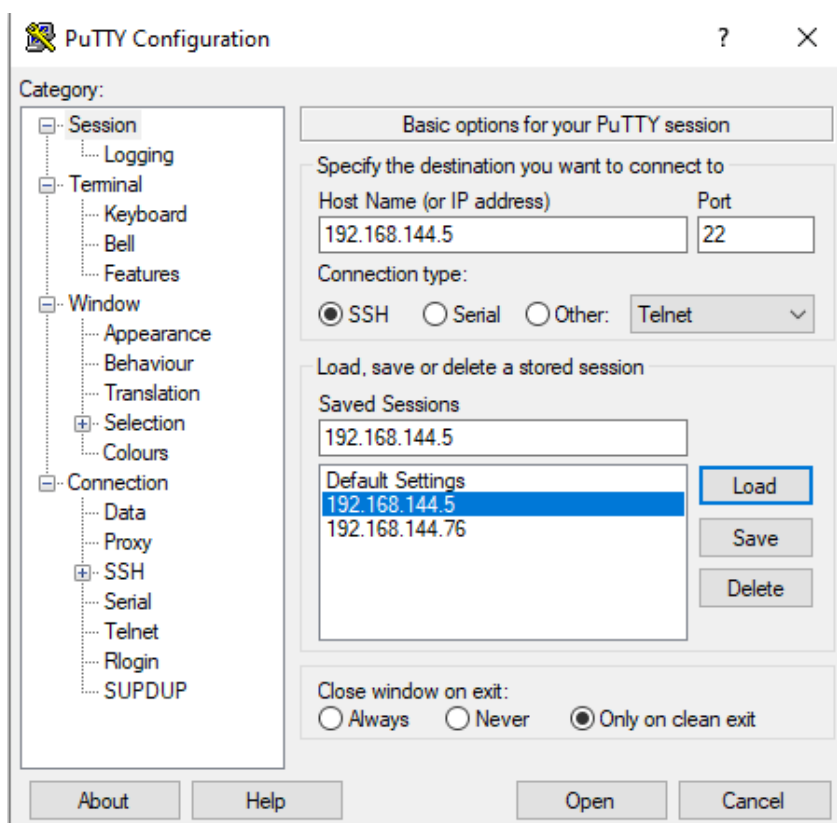 PuTTY Configuration ? ×
Category:
Session
Logging
Terminal
Keyboard
Bell
Features
Window
Appearance
Behaviour
Translation
Selection
Colours
Connection
Data
Proxy
SSH
Serial
Telnet
Rlogin
SUPDUP
Basic options for your PuTTY session
Specify the destination you want to connect to
Host Name (or IP address) Port
192.168.144.5 22
Connection type:
SSH Serial Other: Telnet
Load, save or delete a stored session
Saved Sessions
192.168.144.5
Default Settings
192.168.144.5
192.168.144.76
Load
Save
Delete
Close window on exit:
Always Never Only on clean exit
About Help Open Cancel